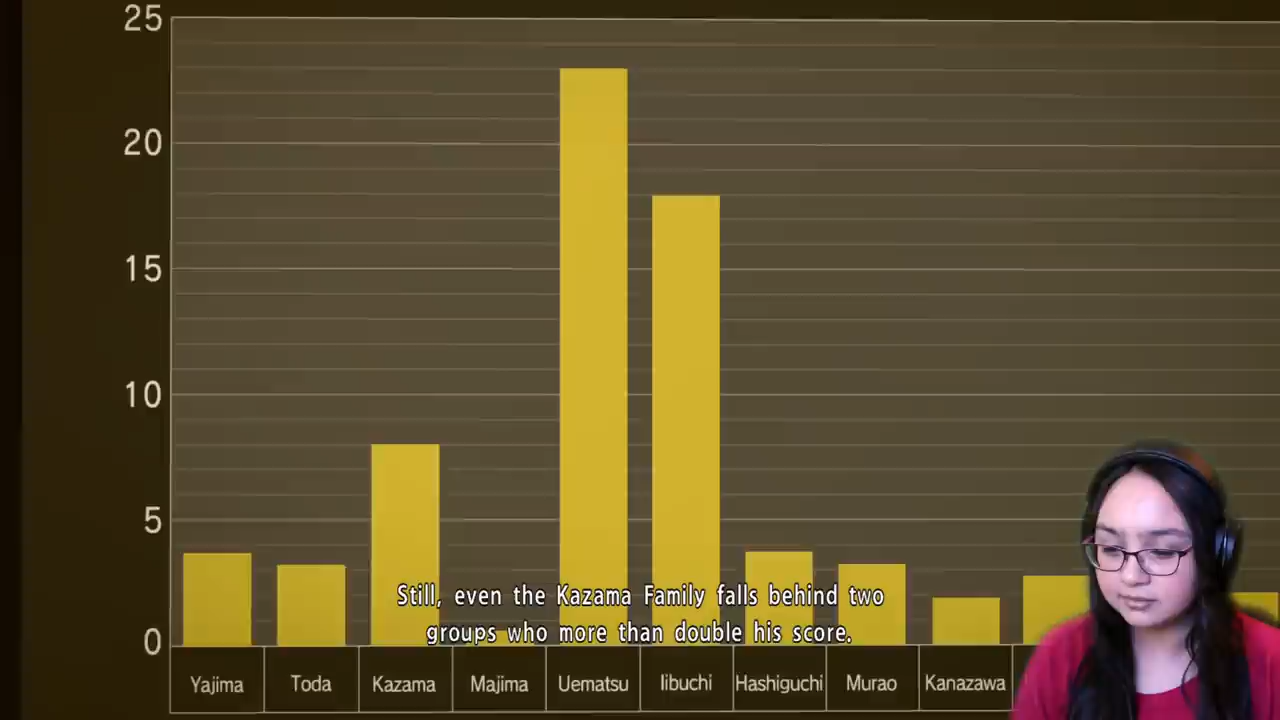 25
20
15
10
5
0
Still, even the Kazama Family falls behind two
groups who more than double his score.
Yajima
Toda
Kazama
Majima
Uematsu
Iibuchi
Hashiguchi
Murao
Kanazawa